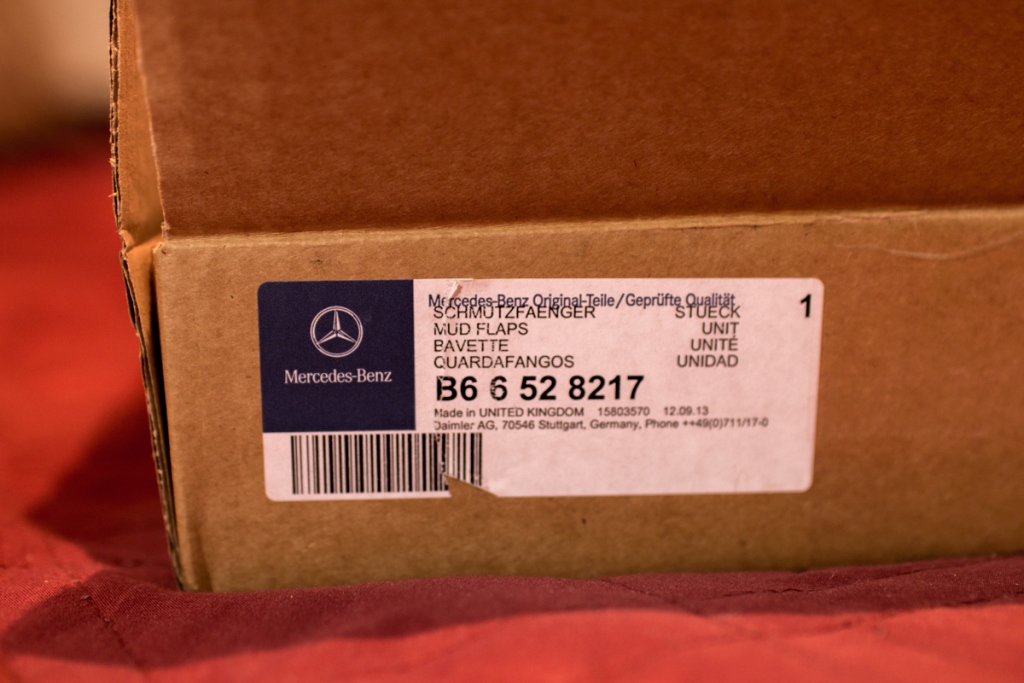 Mercedes-Benz
Mercedes-Benz Original-Teile/Geprüfte Qualität
1
SCHMUTZFAENGER STUECK
MUD FLAPS UNIT
BAVETTE UNITÉ
QUARDAFANGOS UNIDAD
B6 6 52 8217
Made in UNITED KINGDOM 15803570 12.09.13
Daimler AG, 70546 Stuttgart, Germany, Phone ++49(0)711/17-0